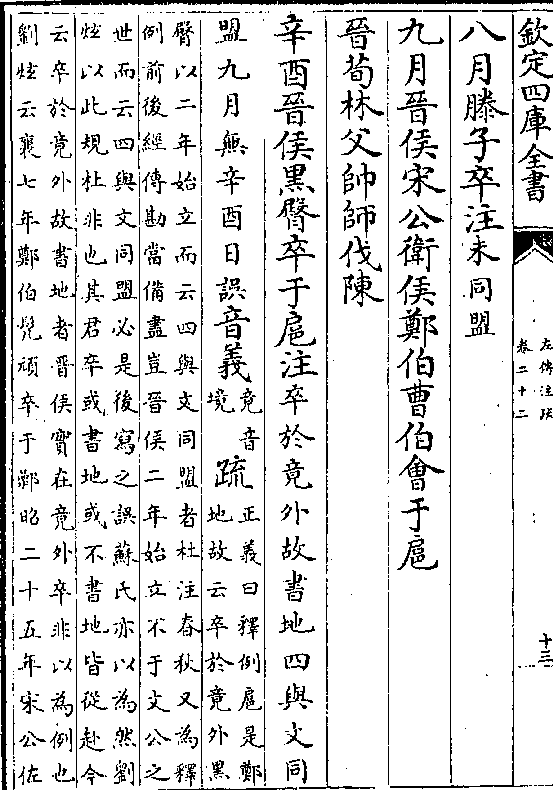 欽定四庫全書
左傳注疏
卷二十二
十三
八月滕子卒注未同盟
九月晉侯宋公衛侯鄭伯曹伯會于扈
晉荀林父帥師伐陳
辛酉晉侯黑臀卒于扈注卒於竟外故書地四與文同
盟九月無辛酉日誤音義竟音
境疏正義曰釋例扈是鄭
地故云卒於竟外黑
臀以二年始立而云四與文同盟者杜注春秋又為釋
例前後經傳勘當備盡豈晉侯二年始立不于文公之
世而云四與文同盟必是後寫之誤蘇氏亦以為然劉
炫以此規杜非也其君卒或書地或不書地皆從赴今
云卒於竟外故書地者晉侯實在竟外卒非以為例也
劉炫云襄七年鄭伯髡頑卒于鄵昭二十五年宋公佐